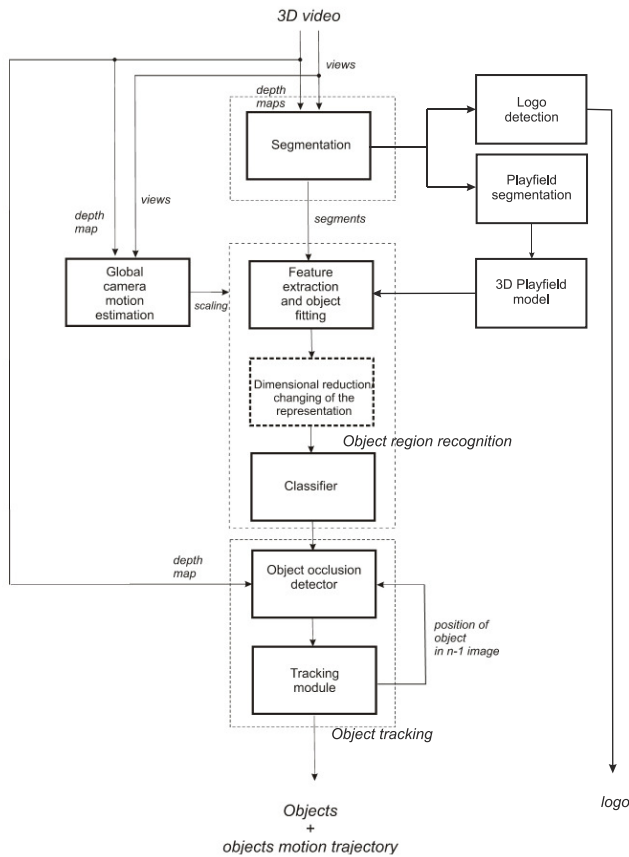 3D video
views
depth
maps
Logo
detection
Segmentation
Playfield
segmentation
segments
views
depth
map
Global
camera
motion
estimation
scaling
Feature
extraction
and object
fitting
3D Playfield
model
Dimensional reduction
changing of the
representation
Object region recognition
Classifier
depth
map
Object occlusion
detector
position of
object
in n-1 image
Tracking
module
Object tracking
Objects
+
objects motion trajectory
logo